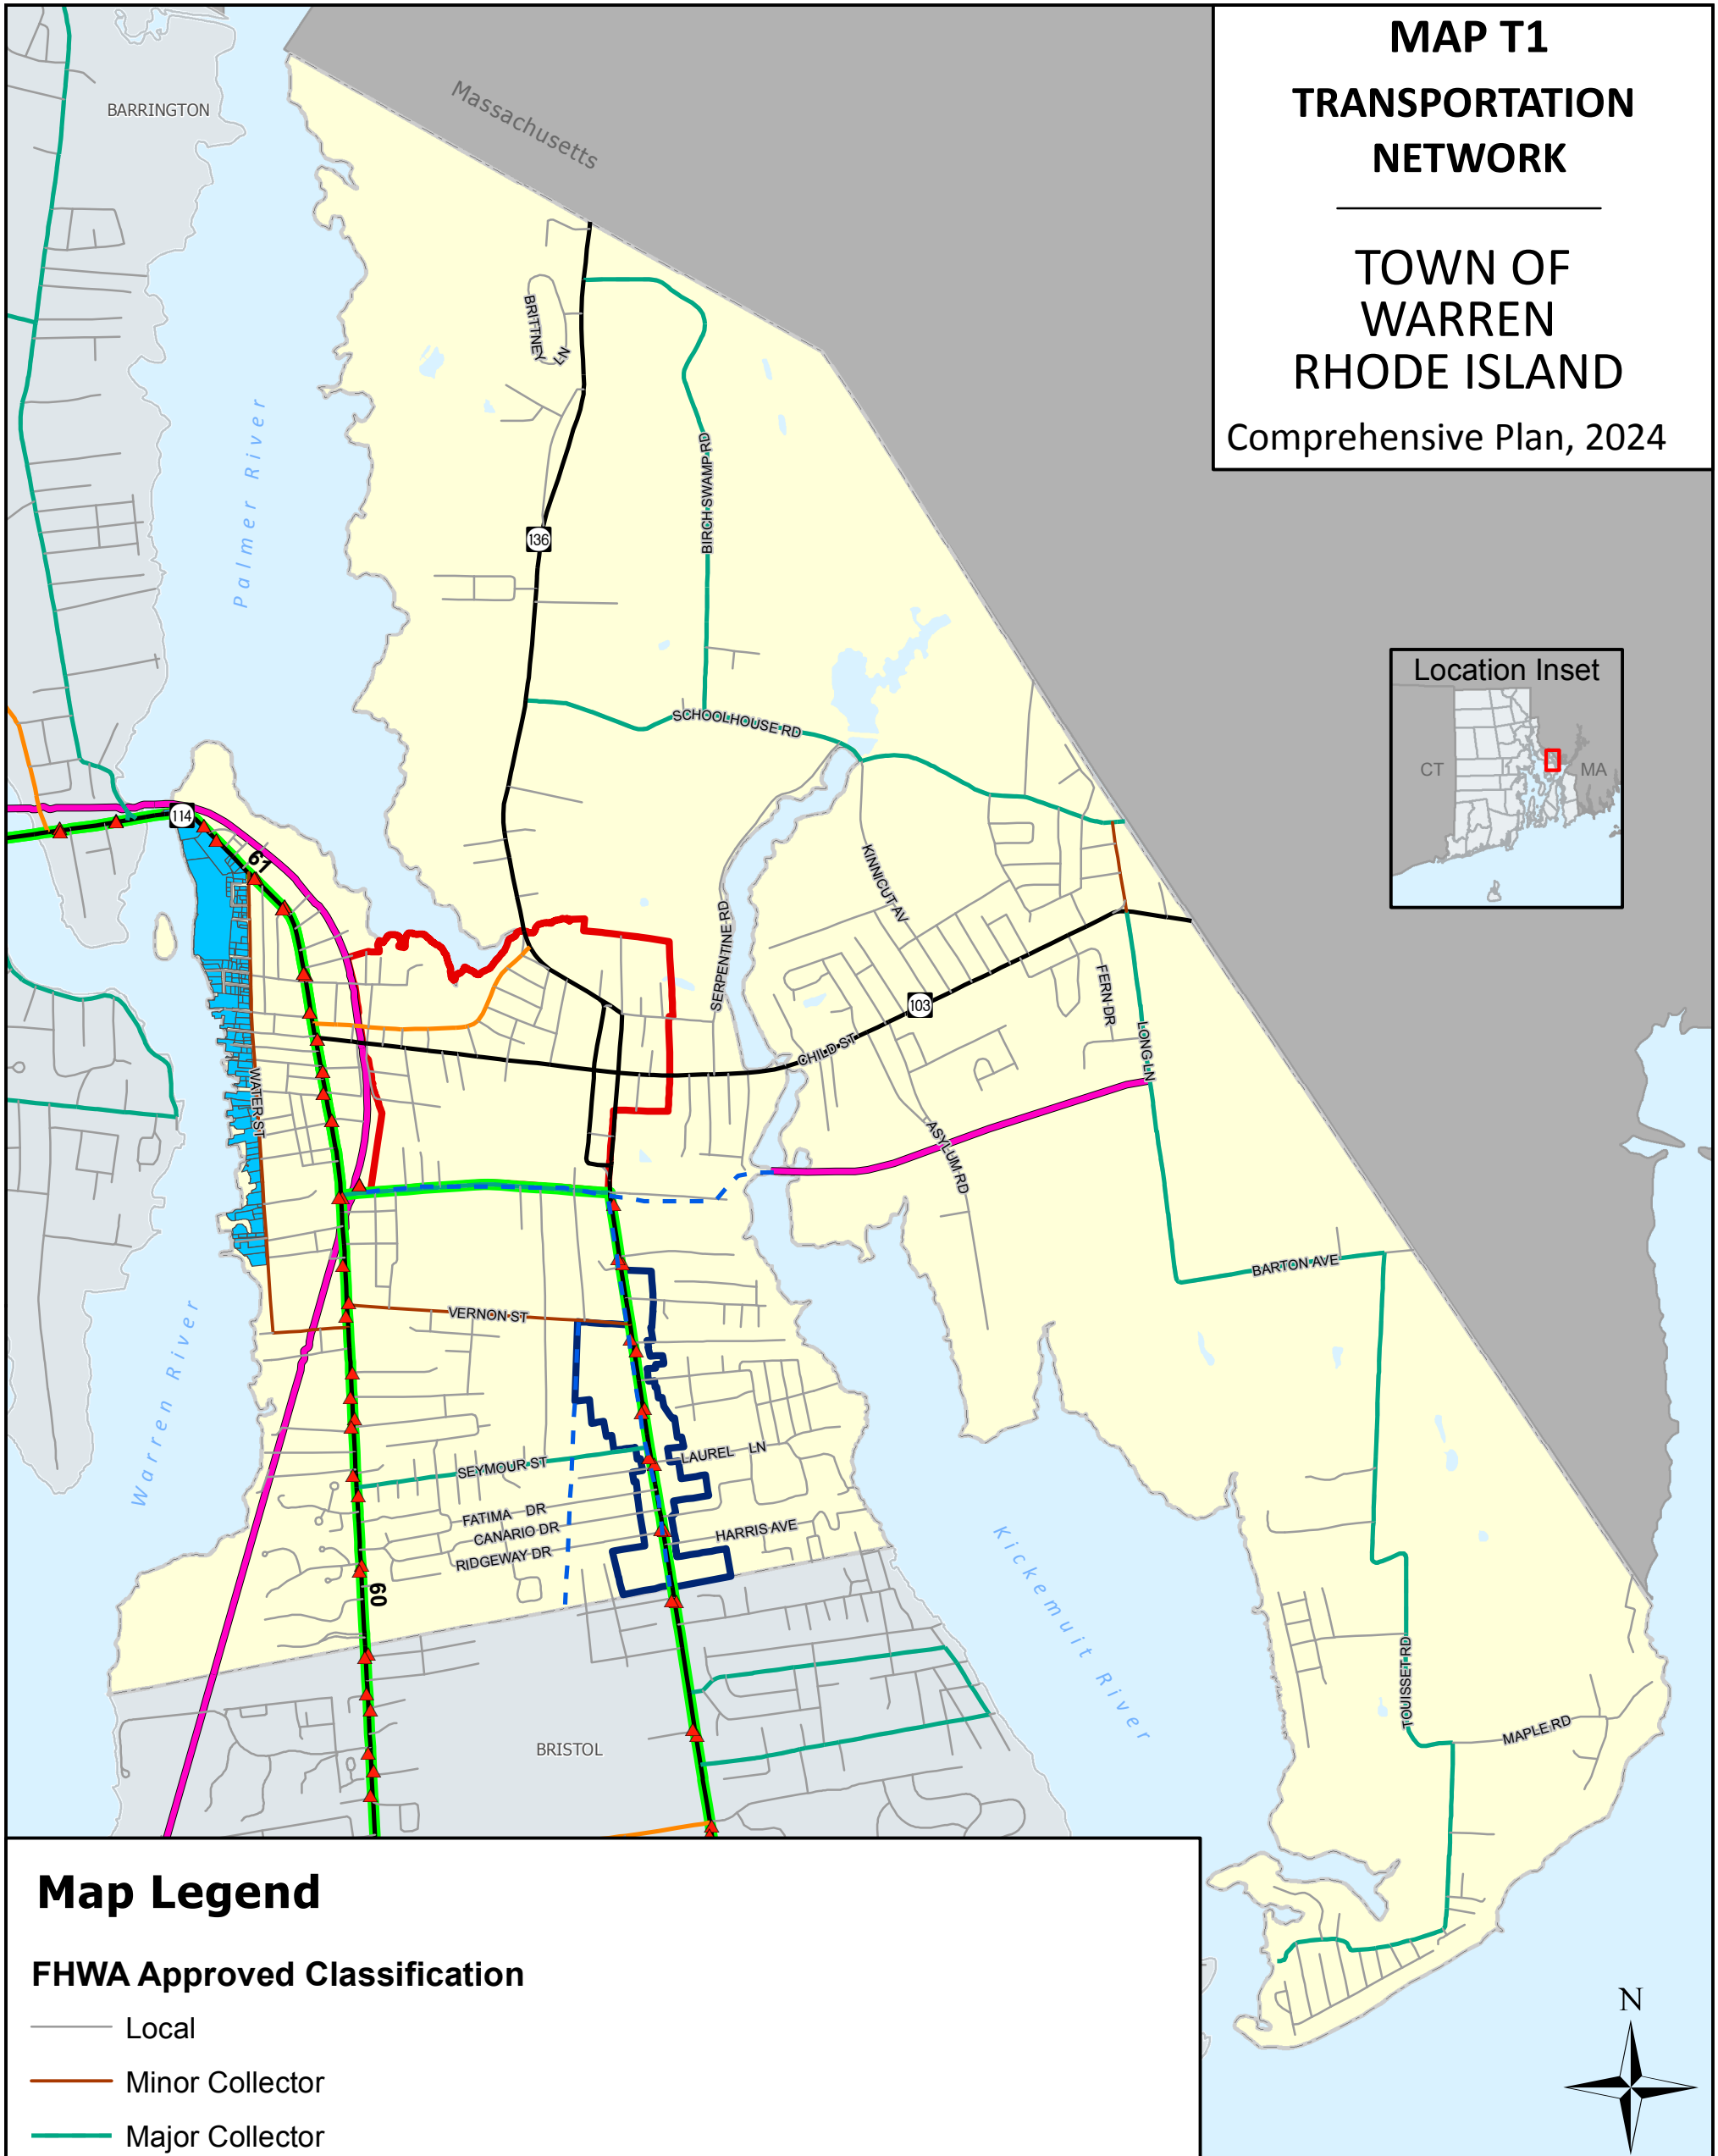 MAP T1
TRANSPORTATION
NETWORK
TOWN OF
WARREN
RHODE ISLAND
Comprehensive Plan, 2024
BARRINGTON
Massachusetts
BRITTNEY LN
Palmer River
BIRCH SWAMP RD
136
Location Inset
CT
MA
SCHOOLHOUSE RD
114
61
KINNICUT AV
SERPENTINE RD
103
FERN DR
LONG LN
CHILD ST
WATER ST
ASYLUM RD
BARTON AVE
VERNON ST
Warren River
LAUREL LN
SEYMOUR ST
FATIMA DR
CANARIO DR
HARRIS AVE
RIDGEWAY DR
60
Kickemuit River
TOUISSET RD
MAPLE RD
BRISTOL
Map Legend
FHWA Approved Classification
Local
Minor Collector
Major Collector
N